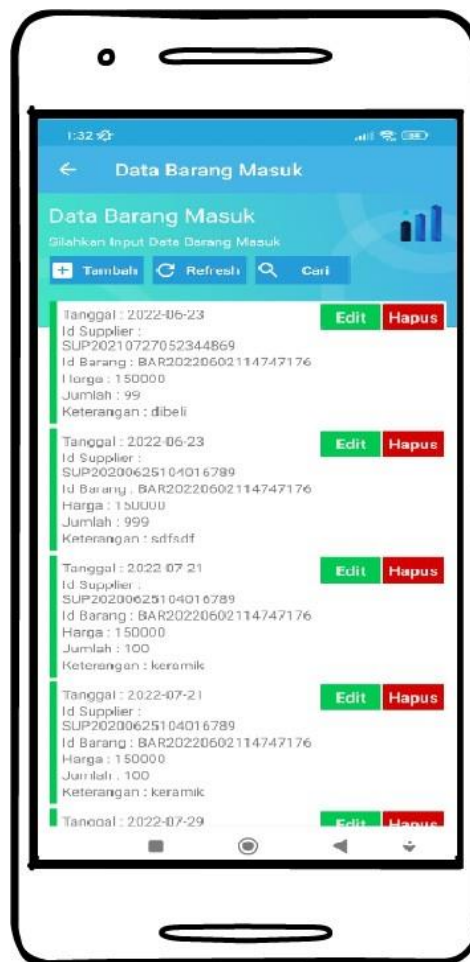 1:32
Data Barang Masuk
Data Barang Masuk
Silahkan Input Data Barang Masuk
Tambah Refresh Cari
Tanggal : 2022-06-23 Edit Hapus
Id Supplier :
SUP20210727052344869
Id Barang : BAR20220602114747176
Harga : 150000
Jumlah : 99
Keterangan : dibeli
Tanggal : 2022-06-23 Edit Hapus
Id Supplier :
SUP20200625104016789
Id Barang : BAR20220602114747176
Harga : 150000
Jumlah : 999
Keterangan : sdfsdf
Tanggal : 2022-07-21 Edit Hapus
Id Supplier :
SUP20200625104016789
Id Barang : BAR20220602114747176
Harga : 150000
Jumlah : 100
Keterangan : keramik
Tanggal : 2022-07-21 Edit Hapus
Id Supplier :
SUP20200625104016789
Id Barang : BAR20220602114747176
Harga : 150000
Jumlah : 100
Keterangan : keramik
Tanggal : 2022-07-29 Edit Hapus